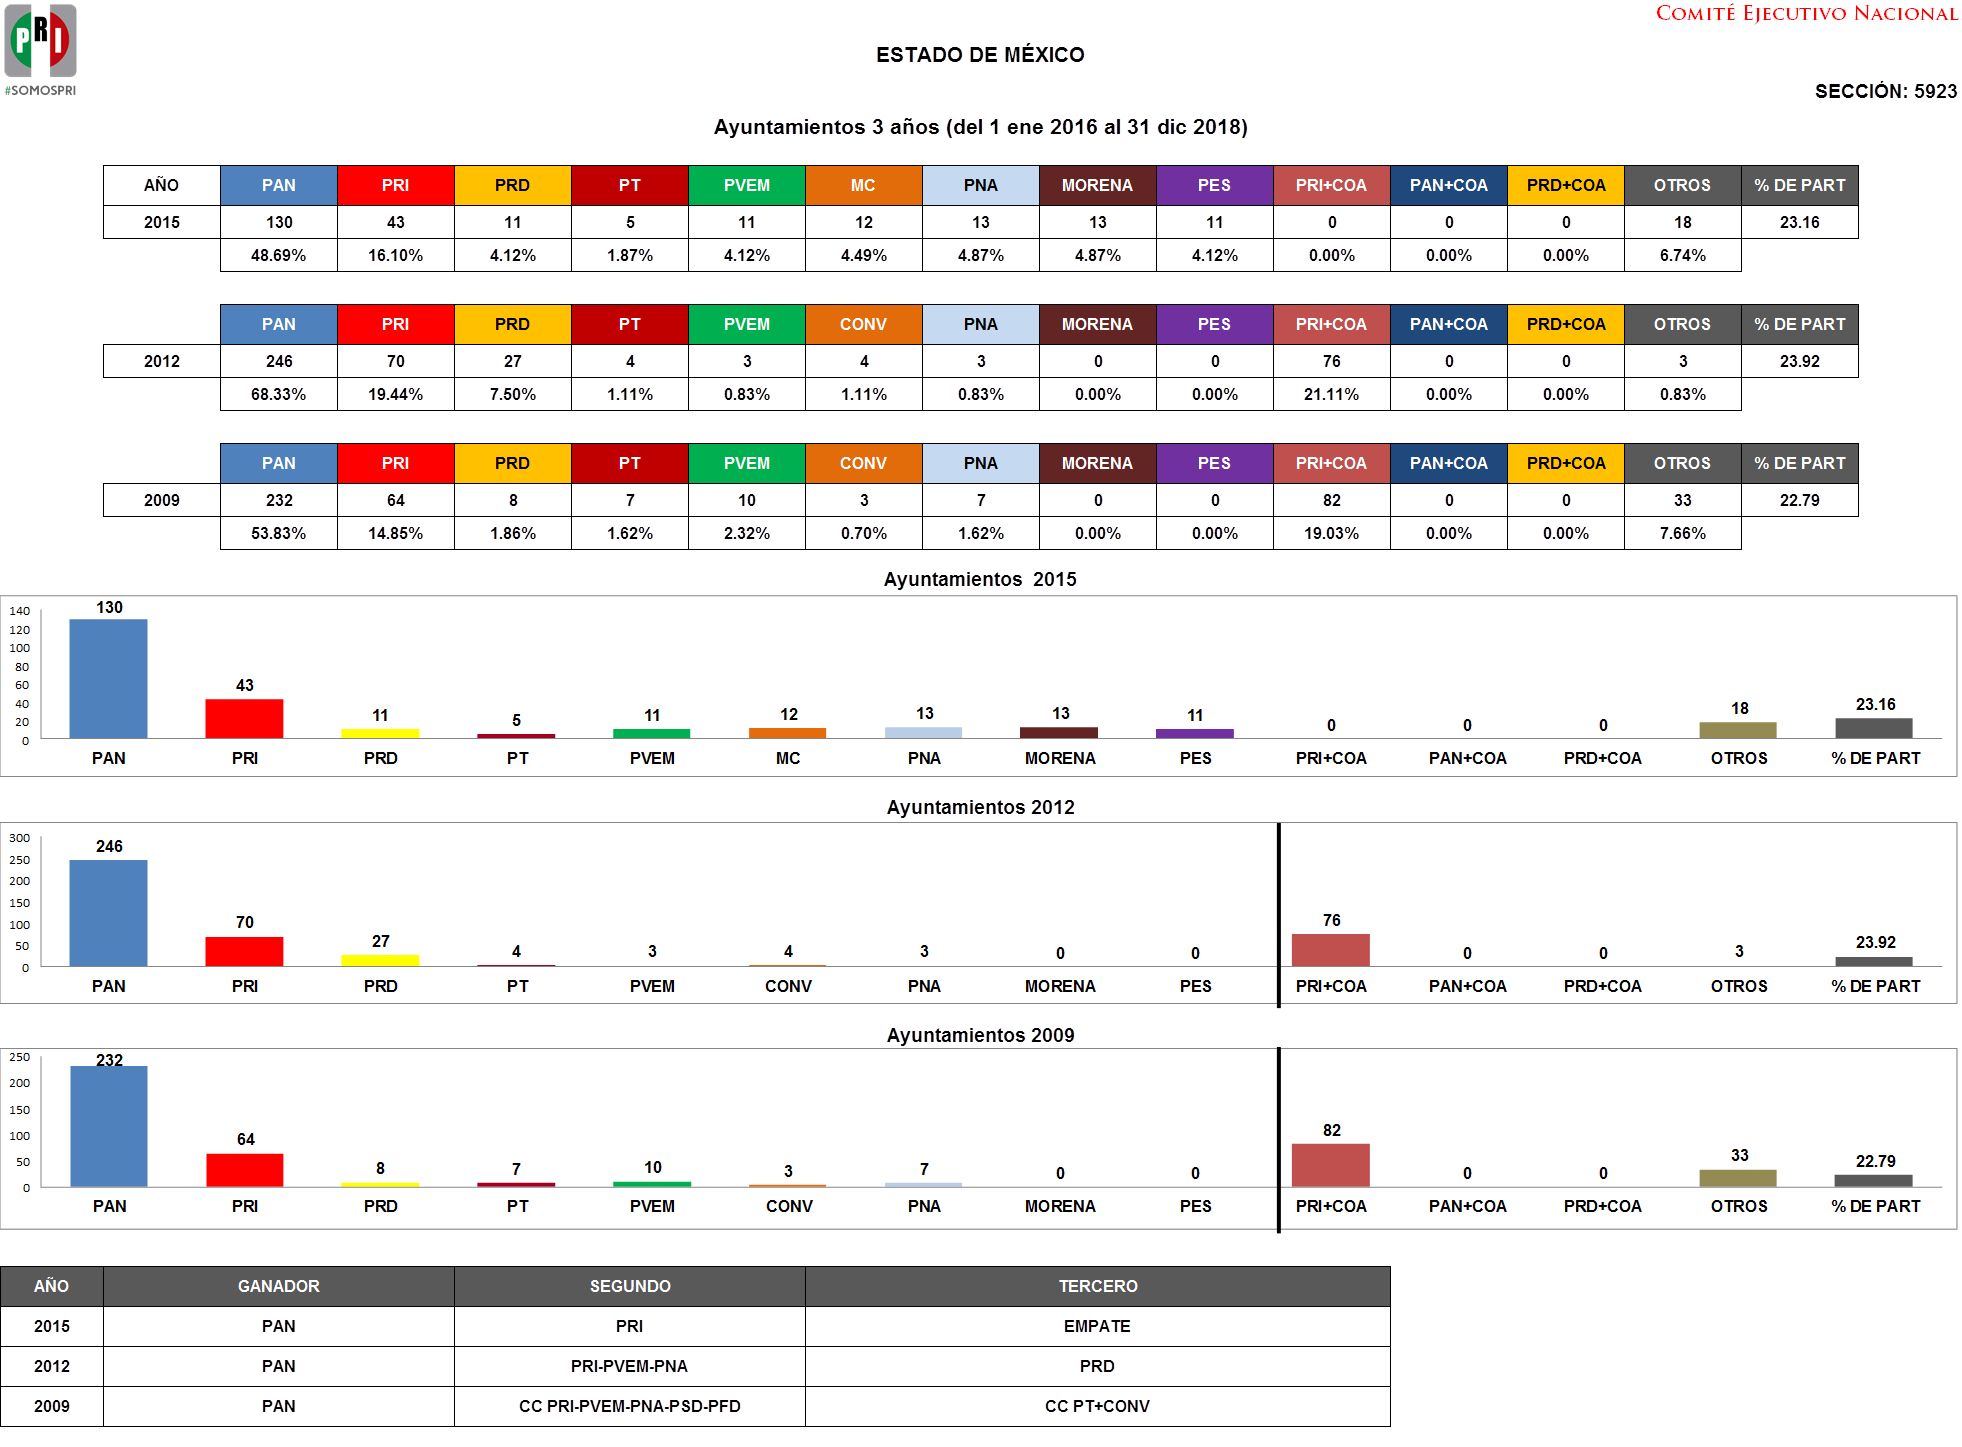 PRI
#SOMOSPRI
COMITÉ EJECUTIVO NACIONAL
ESTADO DE MÉXICO
SECCIÓN: 5923
Ayuntamientos 3 años (del 1 ene 2016 al 31 dic 2018)
AÑO PAN PRI PRD PT PVEM MC PNA MORENA PES PRI+COA PAN+COA PRD+COA OTROS % DE PART
2015 130 43 11 5 11 12 13 13 11 0 0 0 18 23.16
48.69% 16.10% 4.12% 1.87% 4.12% 4.49% 4.87% 4.87% 4.12% 0.00% 0.00% 0.00% 6.74%
PAN PRI PRD PT PVEM CONV PNA MORENA PES PRI+COA PAN+COA PRD+COA OTROS % DE PART
2012 246 70 27 4 3 4 3 0 0 76 0 0 3 23.92
68.33% 19.44% 7.50% 1.11% 0.83% 1.11% 0.83% 0.00% 0.00% 21.11% 0.00% 0.00% 0.83%
PAN PRI PRD PT PVEM CONV PNA MORENA PES PRI+COA PAN+COA PRD+COA OTROS % DE PART
2009 232 64 8 7 10 3 7 0 0 82 0 0 33 22.79
53.83% 14.85% 1.86% 1.62% 2.32% 0.70% 1.62% 0.00% 0.00% 19.03% 0.00% 0.00% 7.66%
Ayuntamientos 2015
140
120
100
80
60
40
20
0
130 43 11 5 11 12 13 13 11 0 0 0 18 23.16
PAN PRI PRD PT PVEM MC PNA MORENA PES PRI+COA PAN+COA PRD+COA OTROS % DE PART
Ayuntamientos 2012
300
250
200
150
100
50
0
246 70 27 4 3 4 3 0 0 76 0 0 3 23.92
PAN PRI PRD PT PVEM CONV PNA MORENA PES PRI+COA PAN+COA PRD+COA OTROS % DE PART
Ayuntamientos 2009
250
200
150
100
50
0
232 64 8 7 10 3 7 0 0 82 0 0 33 22.79
PAN PRI PRD PT PVEM CONV PNA MORENA PES PRI+COA PAN+COA PRD+COA OTROS % DE PART
AÑO GANADOR SEGUNDO TERCERO
2015 PAN PRI EMPATE
2012 PAN PRI-PVEM-PNA PRD
2009 PAN CC PRI-PVEM-PNA-PSD-PFD CC PT+CONV